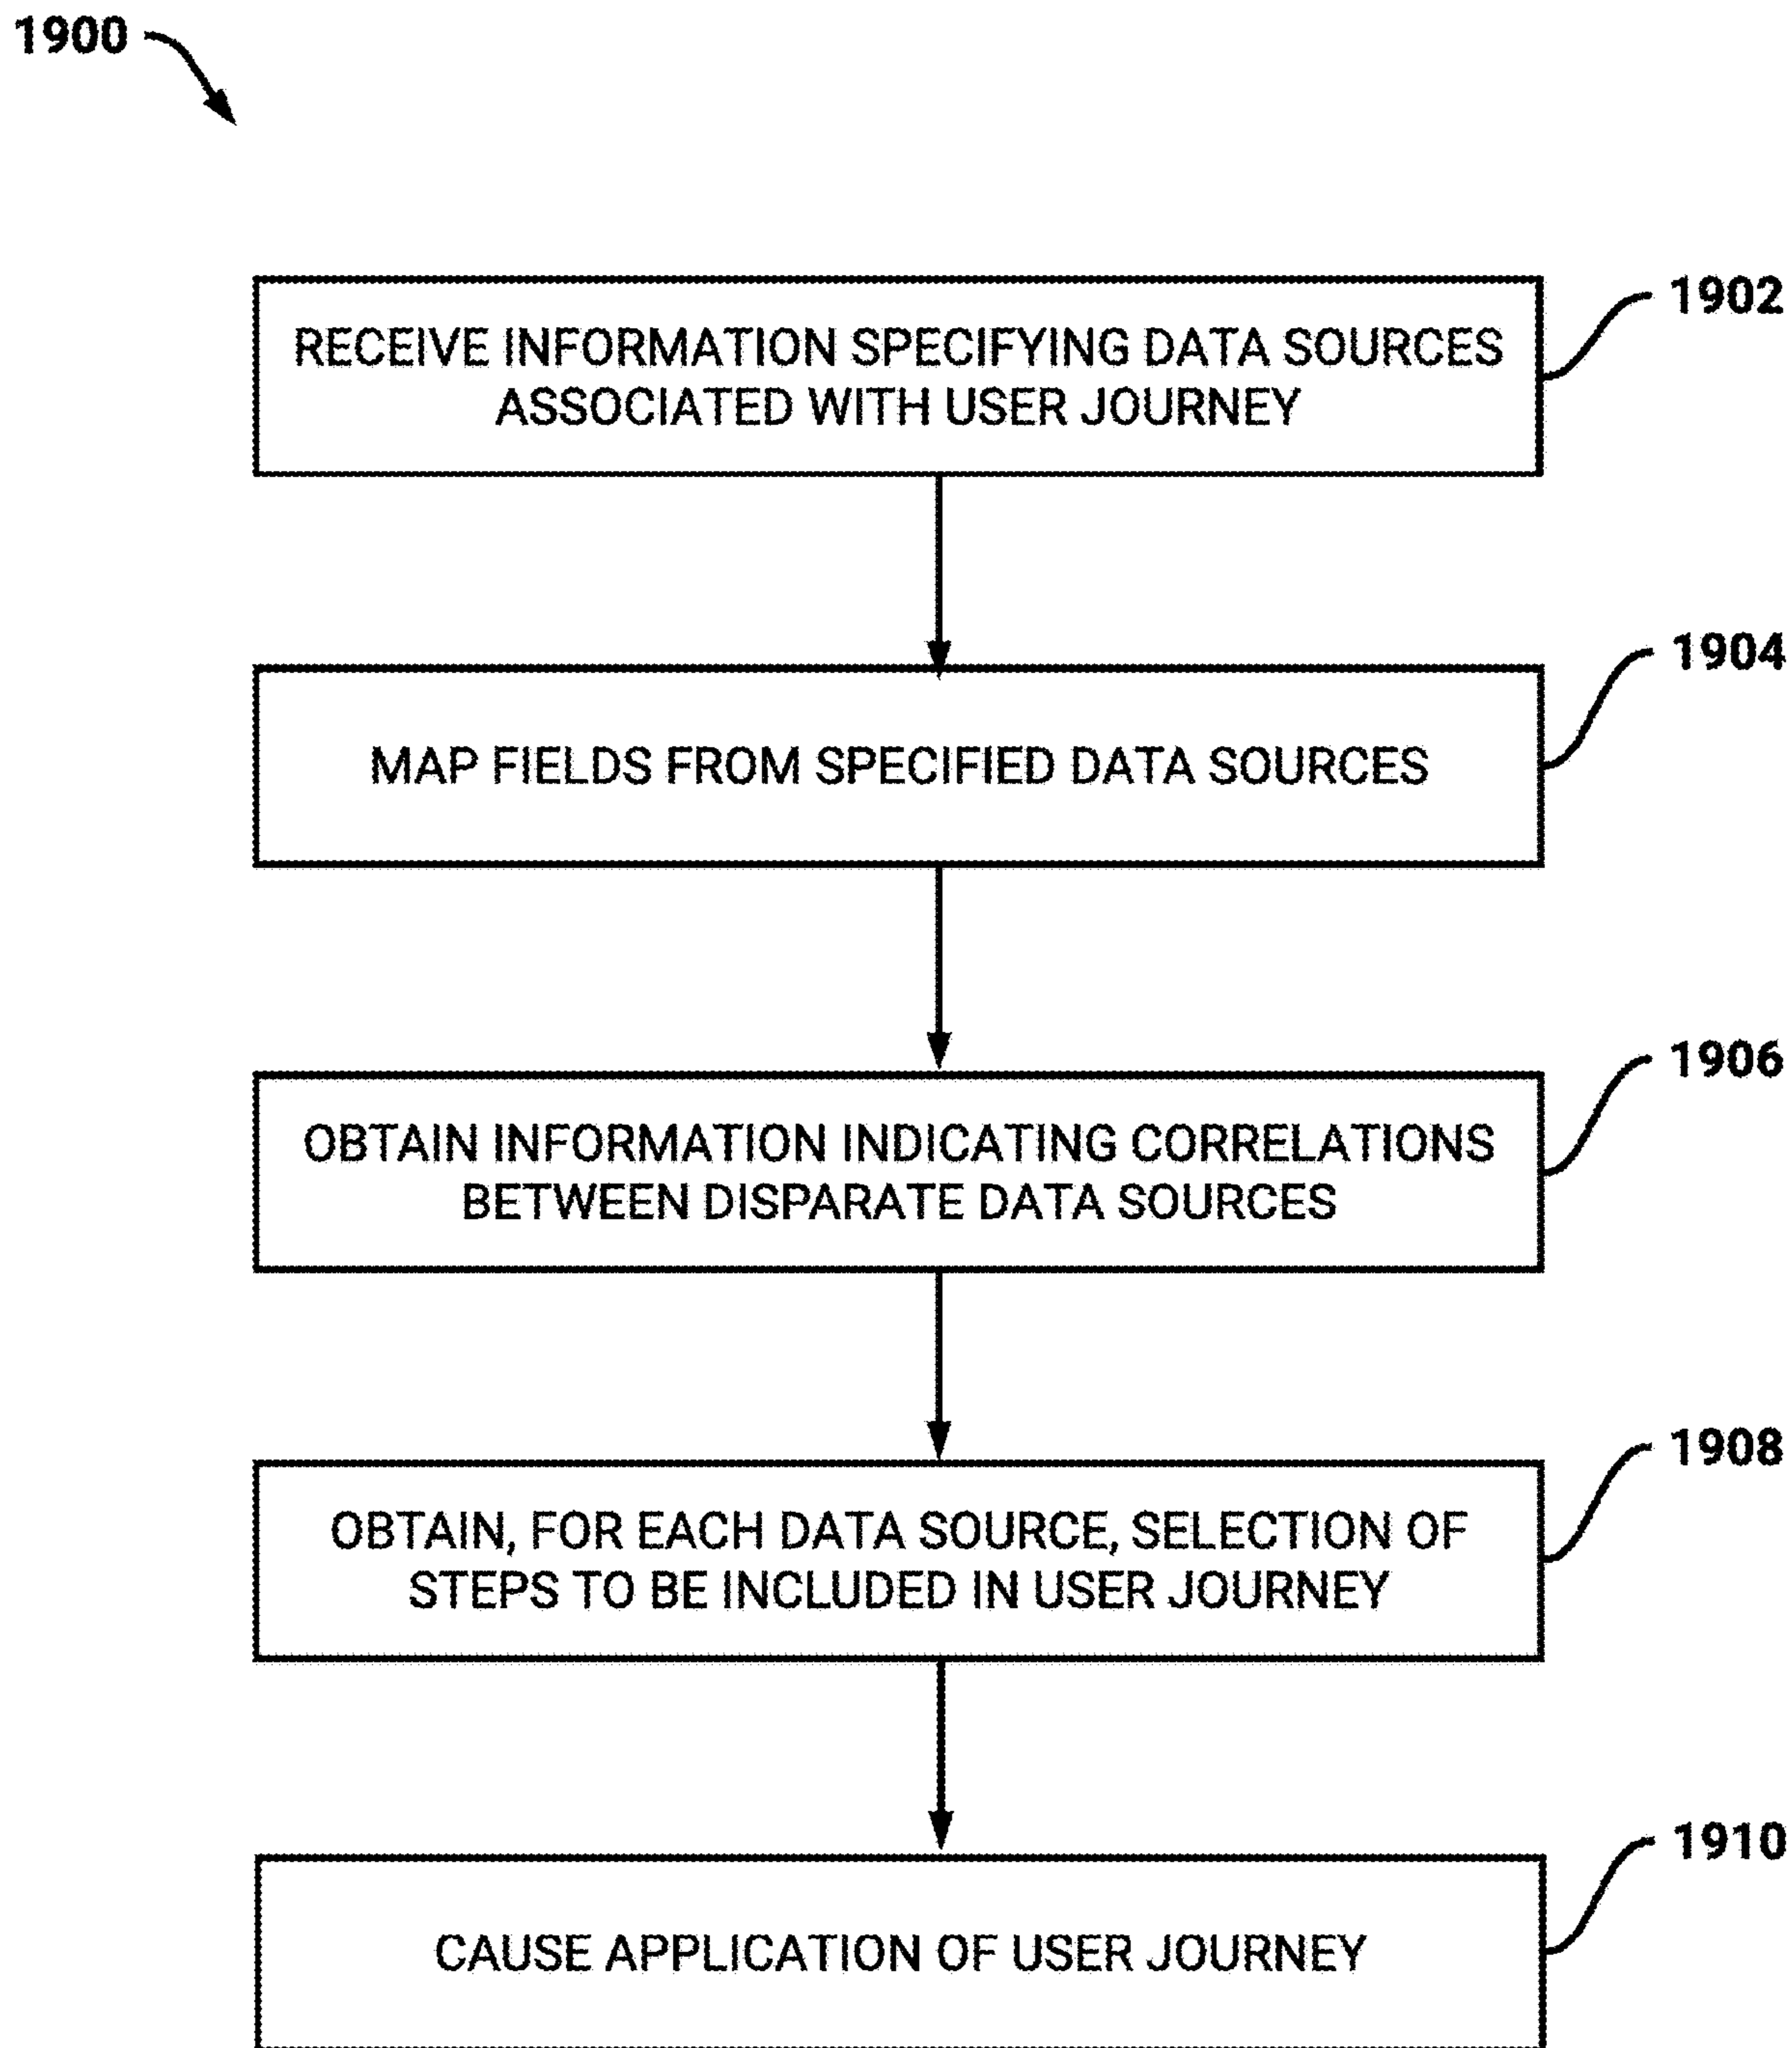 1900
1902
RECEIVE INFORMATION SPECIFYING DATA SOURCES
ASSOCIATED WITH USER JOURNEY
1904
MAP FIELDS FROM SPECIFIED DATA SOURCES
1906
OBTAIN INFORMATION INDICATING CORRELATIONS
BETWEEN DISPARATE DATA SOURCES
1908
OBTAIN, FOR EACH DATA SOURCE, SELECTION OF
STEPS TO BE INCLUDED IN USER JOURNEY
1910
CAUSE APPLICATION OF USER JOURNEY